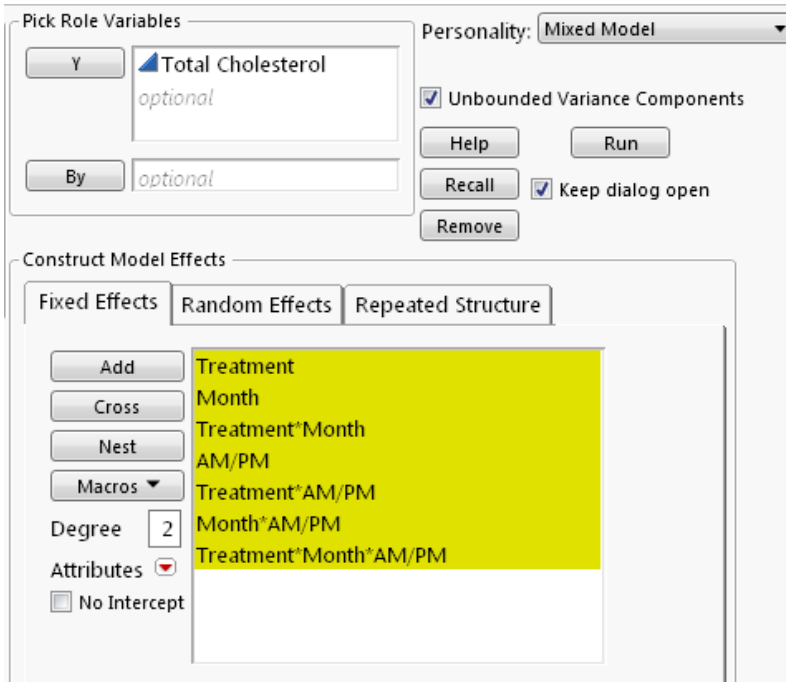 Pick Role Variables
Personality: Mixed Model
Y
Total Cholesterol
optional
Unbounded Variance Components
Help
Run
By
optional
Recall
Keep dialog open
Remove
Construct Model Effects
Fixed Effects
Random Effects
Repeated Structure
Add
Cross
Nest
Macros
Degree 2
Attributes
No Intercept
Treatment
Month
Treatment*Month
AM/PM
Treatment*AM/PM
Month*AM/PM
Treatment*Month*AM/PM